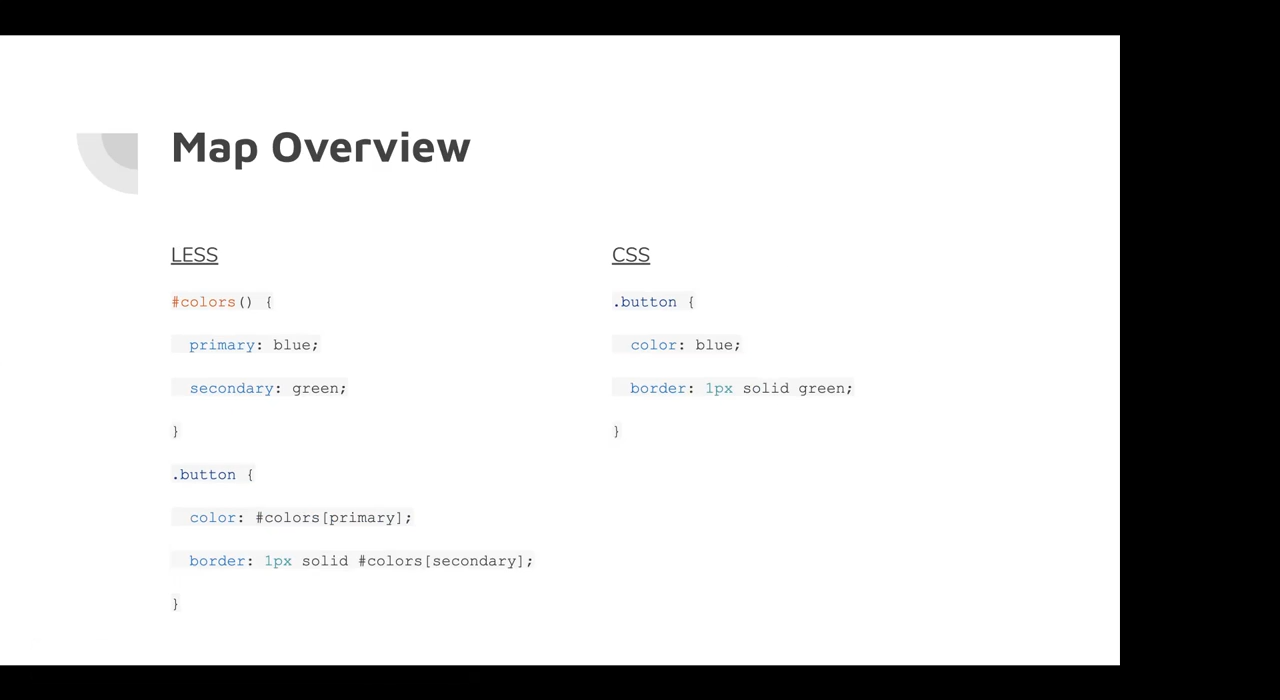 Map Overview
LESS
#colors() {
  primary: blue;
  secondary: green;
}
.button {
  color: #colors[primary];
  border: 1px solid #colors[secondary];
}
CSS
.button {
  color: blue;
  border: 1px solid green;
}